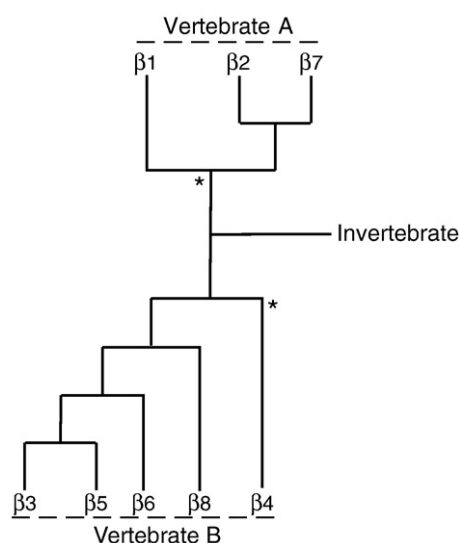 Vertebrate A
β1 β2 β7
*
Invertebrate
*
β3 β5 β6 β8 β4
Vertebrate B